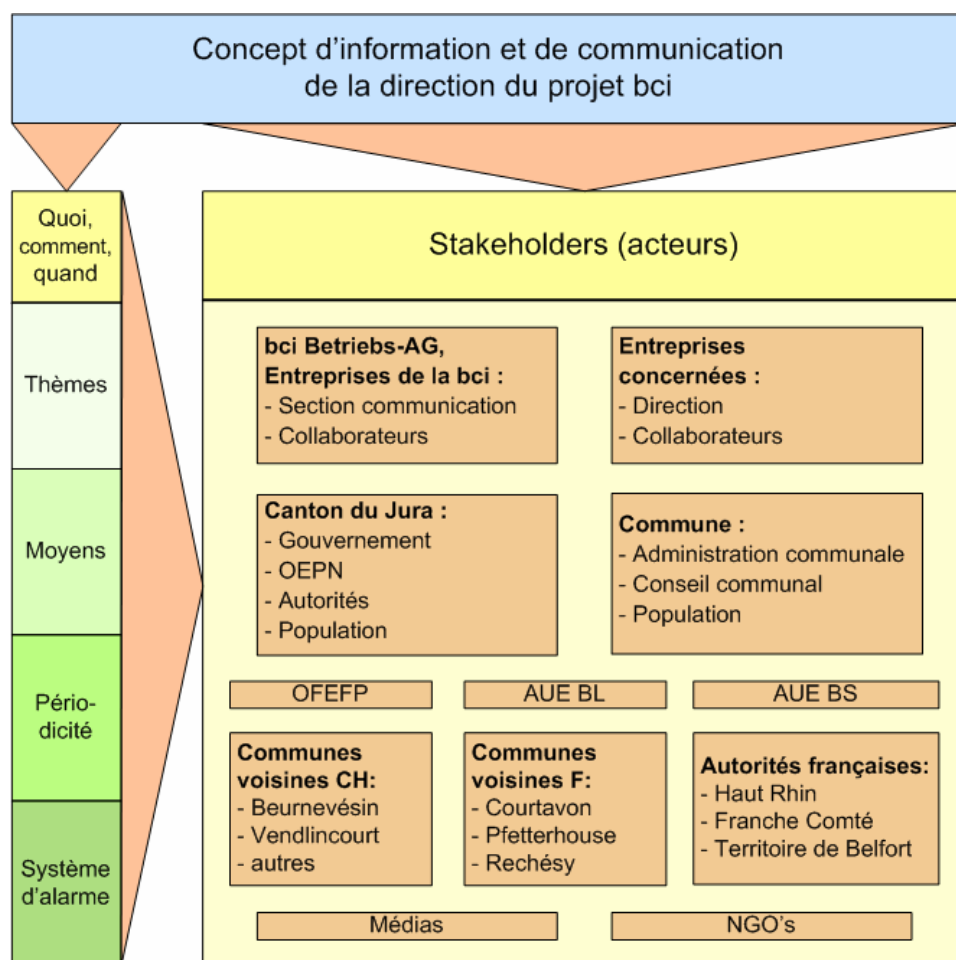 Concept d'information et de communication
de la direction du projet bci
Quoi,
comment,
quand
Thèmes
Moyens
Pério-
dicité
Système
d'alarme
Stakeholders (acteurs)
bci Betriebs-AG,
Entreprises de la bci :
- Section communication
- Collaborateurs
Entreprises
concernées :
- Direction
- Collaborateurs
Canton du Jura :
- Gouvernement
- OEPN
- Autorités
- Population
Commune :
- Administration communale
- Conseil communal
- Population
OFEFP
AUE BL
AUE BS
Communes
voisines CH:
- Beurnevésin
- Vendlincourt
- autres
Communes
voisines F:
- Courtavon
- Pfetterhouse
- Rechésy
Autorités françaises:
- Haut Rhin
- Franche Comté
- Territoire de Belfort
Médias
NGO's